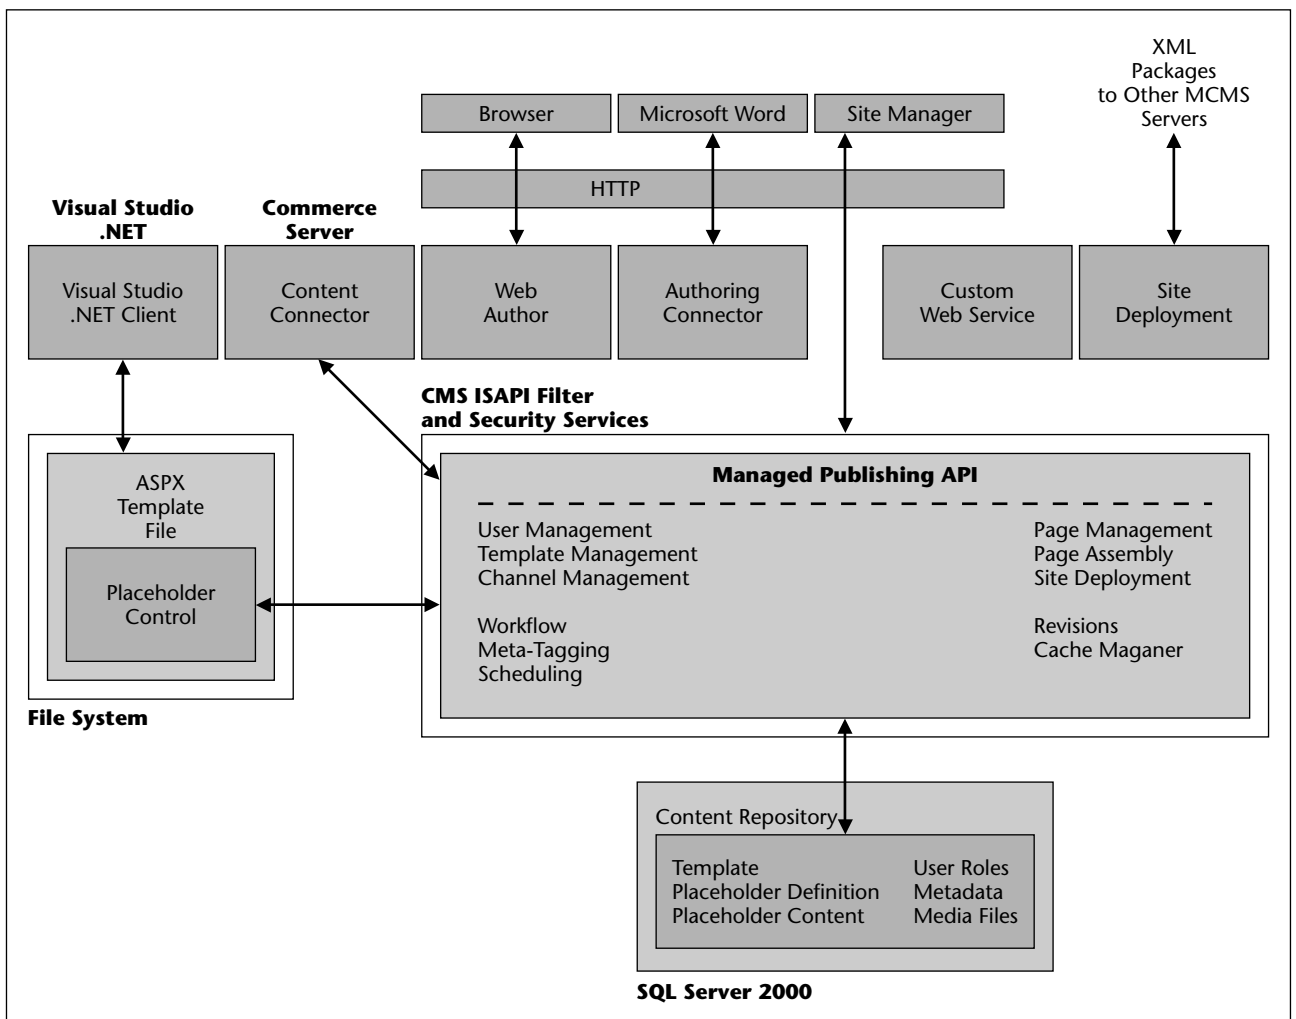 XML
Packages
to Other MCMS
Servers
Browser
Microsoft Word
Site Manager
HTTP
Visual Studio
.NET
Commerce
Server
Visual Studio
.NET Client
Content
Connector
Web
Author
Authoring
Connector
Custom
Web Service
Site
Deployment
CMS ISAPI Filter
and Security Services
ASPX
Template
File
Placeholder
Control
File System
Managed Publishing API
User Management
Template Management
Channel Management
Workflow
Meta-Tagging
Scheduling
Page Management
Page Assembly
Site Deployment
Revisions
Cache Maganer
Content Repository
Template
Placeholder Definition
Placeholder Content
User Roles
Metadata
Media Files
SQL Server 2000